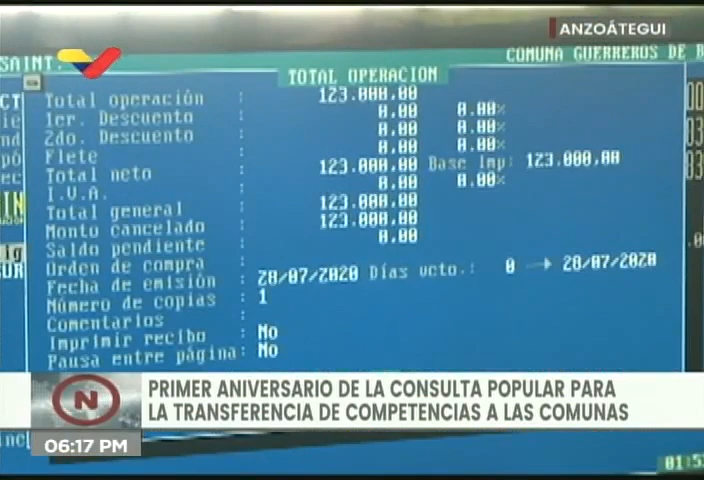 ANZOÁTEGUI
SAINT.
COMUNA GUERREROS DE
TOTAL OPERACION
Total operación : 123.000,00
1er. Descuento : 0.00 0.00%
2do. Descuento : 0.00 0.00%
Flete : 0.00 0.00%
Total neto : 123.000,00 Base Imp: 123.000,00
I.V.A. : 0.00 0.00%
Total general : 123.000,00
Monto cancelado : 123.000,00
Saldo pendiente : 0.00
Orden de compra :
Fecha de emisión : 28/07/2020 Días vcto.: 0 → 28/07/2020
Número de copias : 1
Comentarios :
Imprimir recibo : No
Pausa entre página: No
N
PRIMER ANIVERSARIO DE LA CONSULTA POPULAR PARA
LA TRANSFERENCIA DE COMPETENCIAS A LAS COMUNAS
06:17 PM